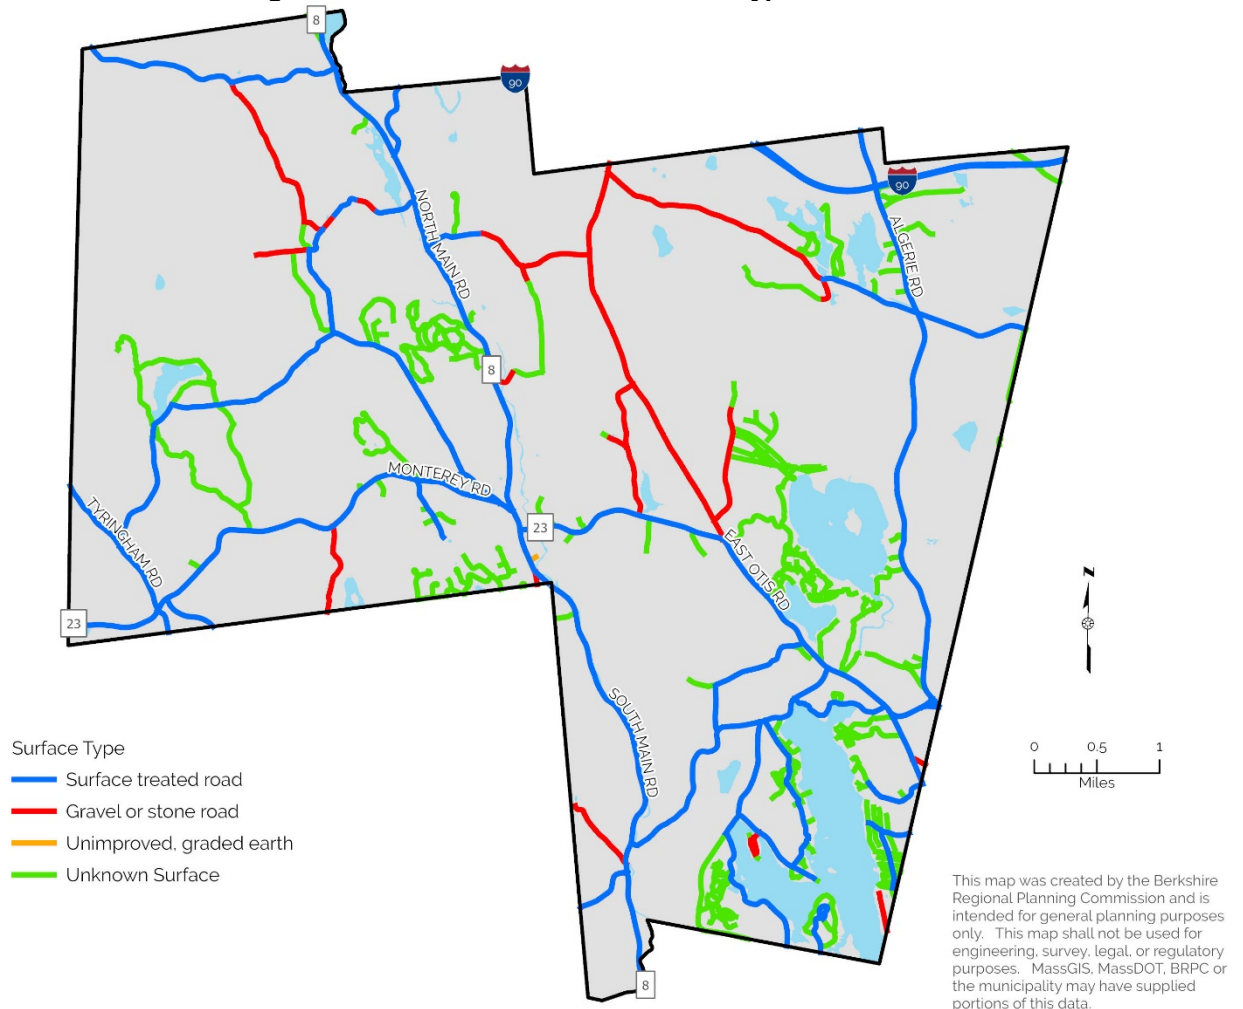 8
90
90
NORTH MAIN RD
ALGERIE RD
8
MONTEREY RD
TYRINGHAM RD
23
EAST OTIS RD
23
SOUTH MAIN RD
8
N
0 0.5 1
Miles
Surface Type
Surface treated road
Gravel or stone road
Unimproved, graded earth
Unknown Surface
This map was created by the Berkshire
Regional Planning Commission and is
intended for general planning purposes
only. This map shall not be used for
engineering, survey, legal, or regulatory
purposes. MassGIS, MassDOT, BRPC or
the municipality may have supplied
portions of this data.